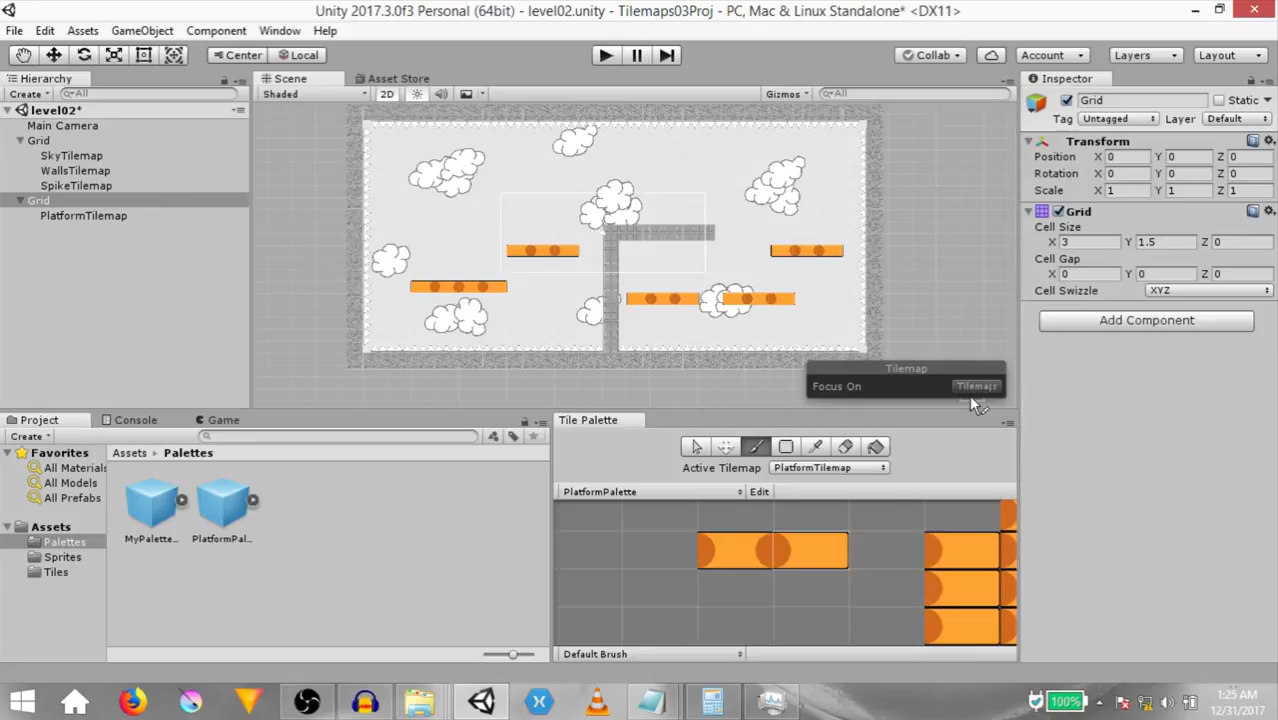 Unity 2017.3.0f3 Personal (64bit) - level02.unity - Tilemaps03Proj - PC, Mac & Linux Standalone* <DX11>
File Edit Assets GameObject Component Window Help
Center Local Collab Account Layers Layout
Hierarchy Scene Asset Store Inspector
Create All Shaded 2D Gizmos All
level02*
Main Camera
Grid
SkyTilemap
WallsTilemap
SpikeTilemap
Grid
PlatformTilemap
Grid Static
Tag Untagged Layer Default
Transform
Position X 0 Y 0 Z 0
Rotation X 0 Y 0 Z 0
Scale X 1 Y 1 Z 1
Grid
Cell Size
X 3 Y 1.5 Z 0
Cell Gap
X 0 Y 0 Z 0
Cell Swizzle XYZ
Add Component
Tilemap
Focus On Tilemap
Project Console Game
Create
Favorites
All Materials
All Models
All Prefabs
Assets
Palettes
Sprites
Tiles
Assets Palettes
MyPalette... PlatformPal...
Tile Palette
Active Tilemap PlatformTilemap
PlatformPalette Edit
Default Brush
100%
1:25 AM
12/31/2017